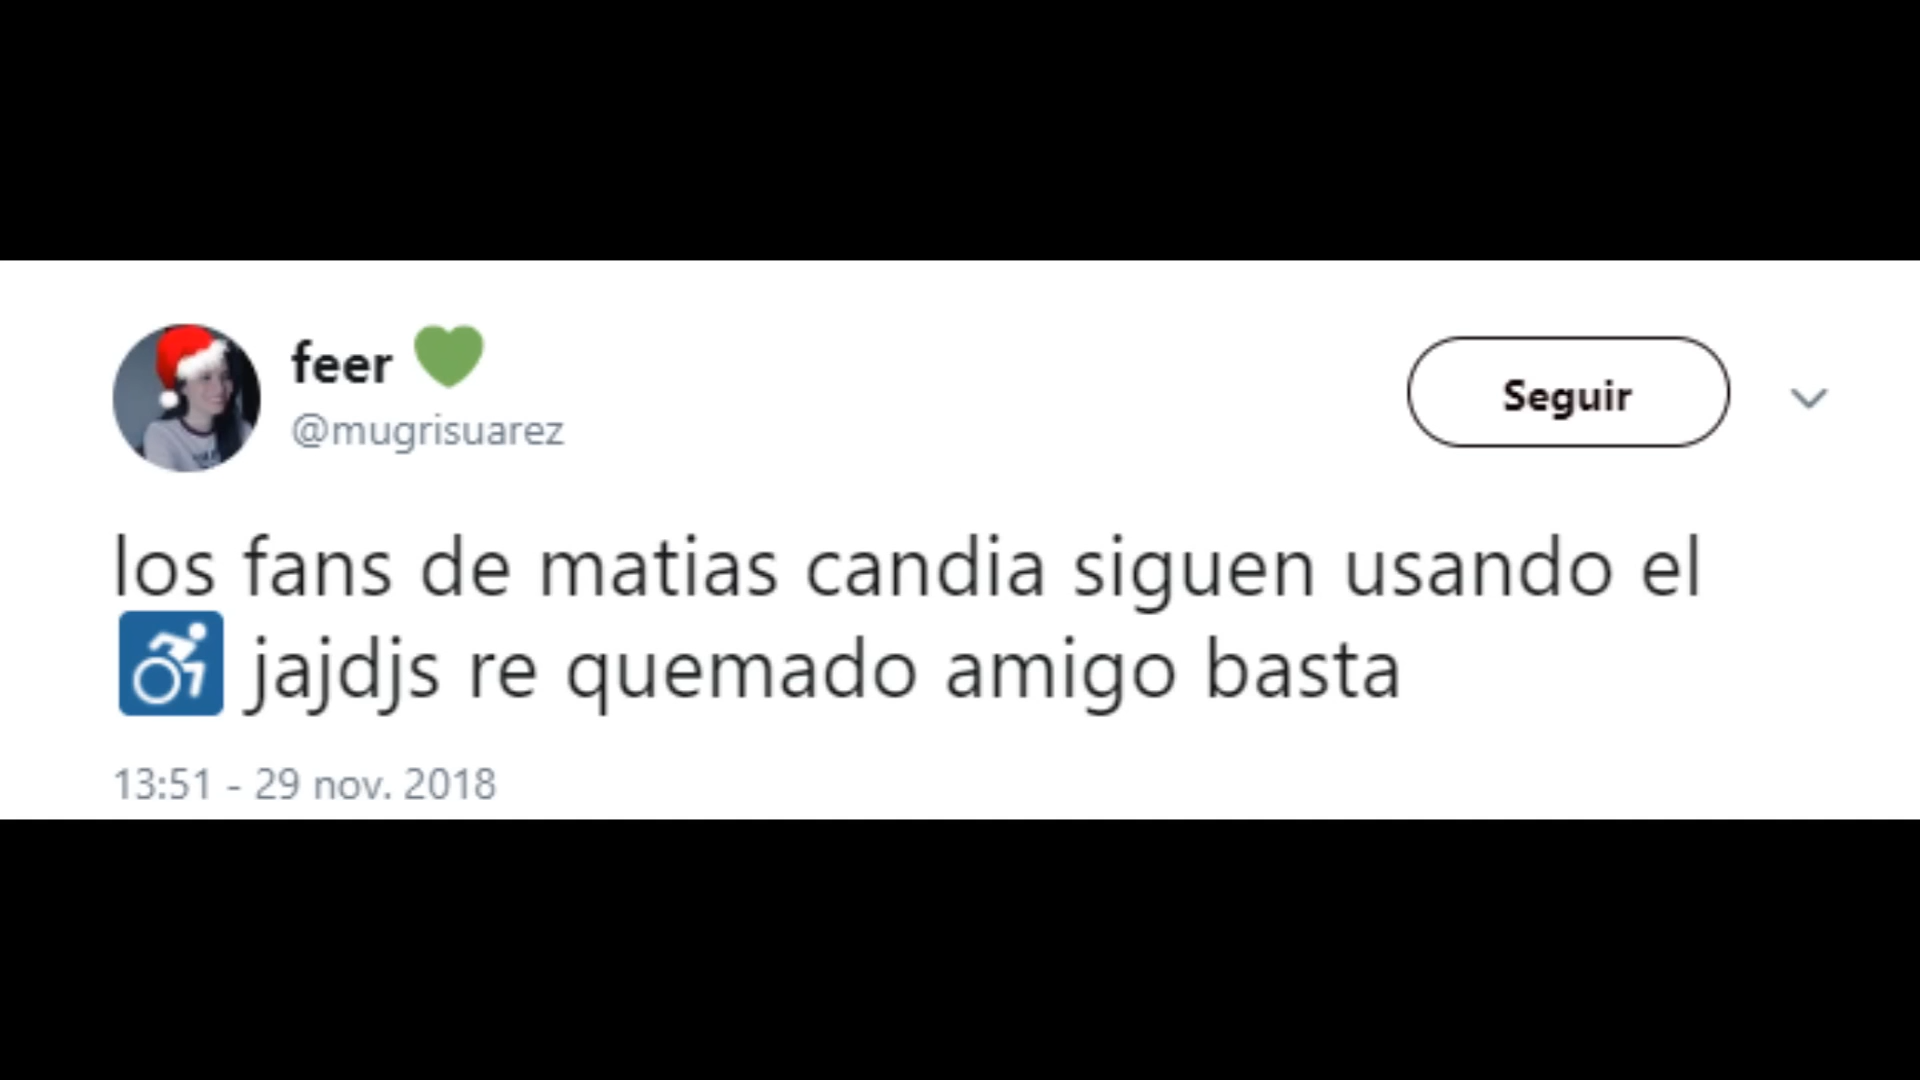 feer 💚
@mugrisuarez
Seguir
los fans de matias candia siguen usando el
♿ jajdjs re quemado amigo basta
13:51 - 29 nov. 2018